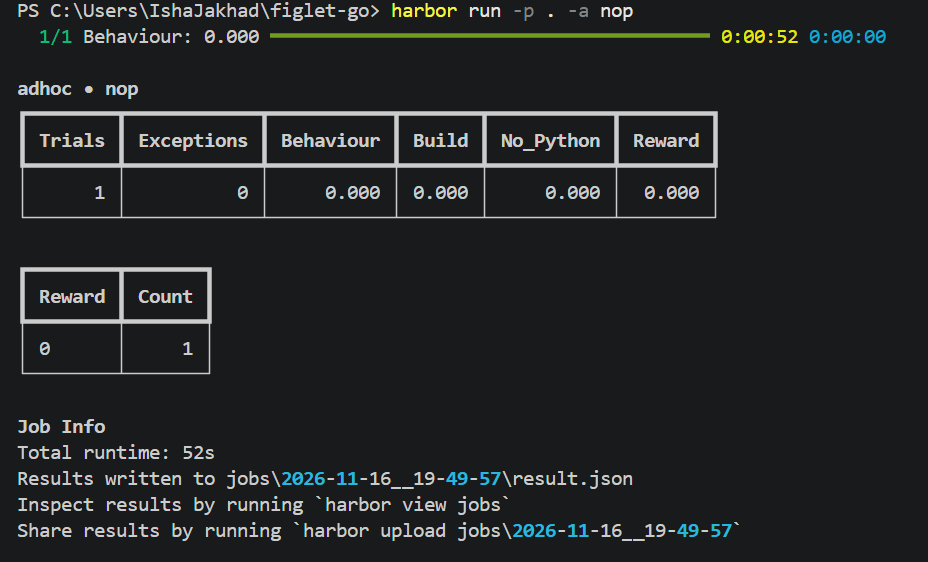 PS C:\Users\IshaJakhad\figlet-go> harbor run -p . -a nop
1/1 Behaviour: 0.000 0:00:52 0:00:00
adhoc • nop
Trials Exceptions Behaviour Build No_Python Reward
1 0 0.000 0.000 0.000 0.000
Reward Count
0 1
Job Info
Total runtime: 52s
Results written to jobs\2026-11-16__19-49-57\result.json
Inspect results by running `harbor view jobs`
Share results by running `harbor upload jobs\2026-11-16__19-49-57`